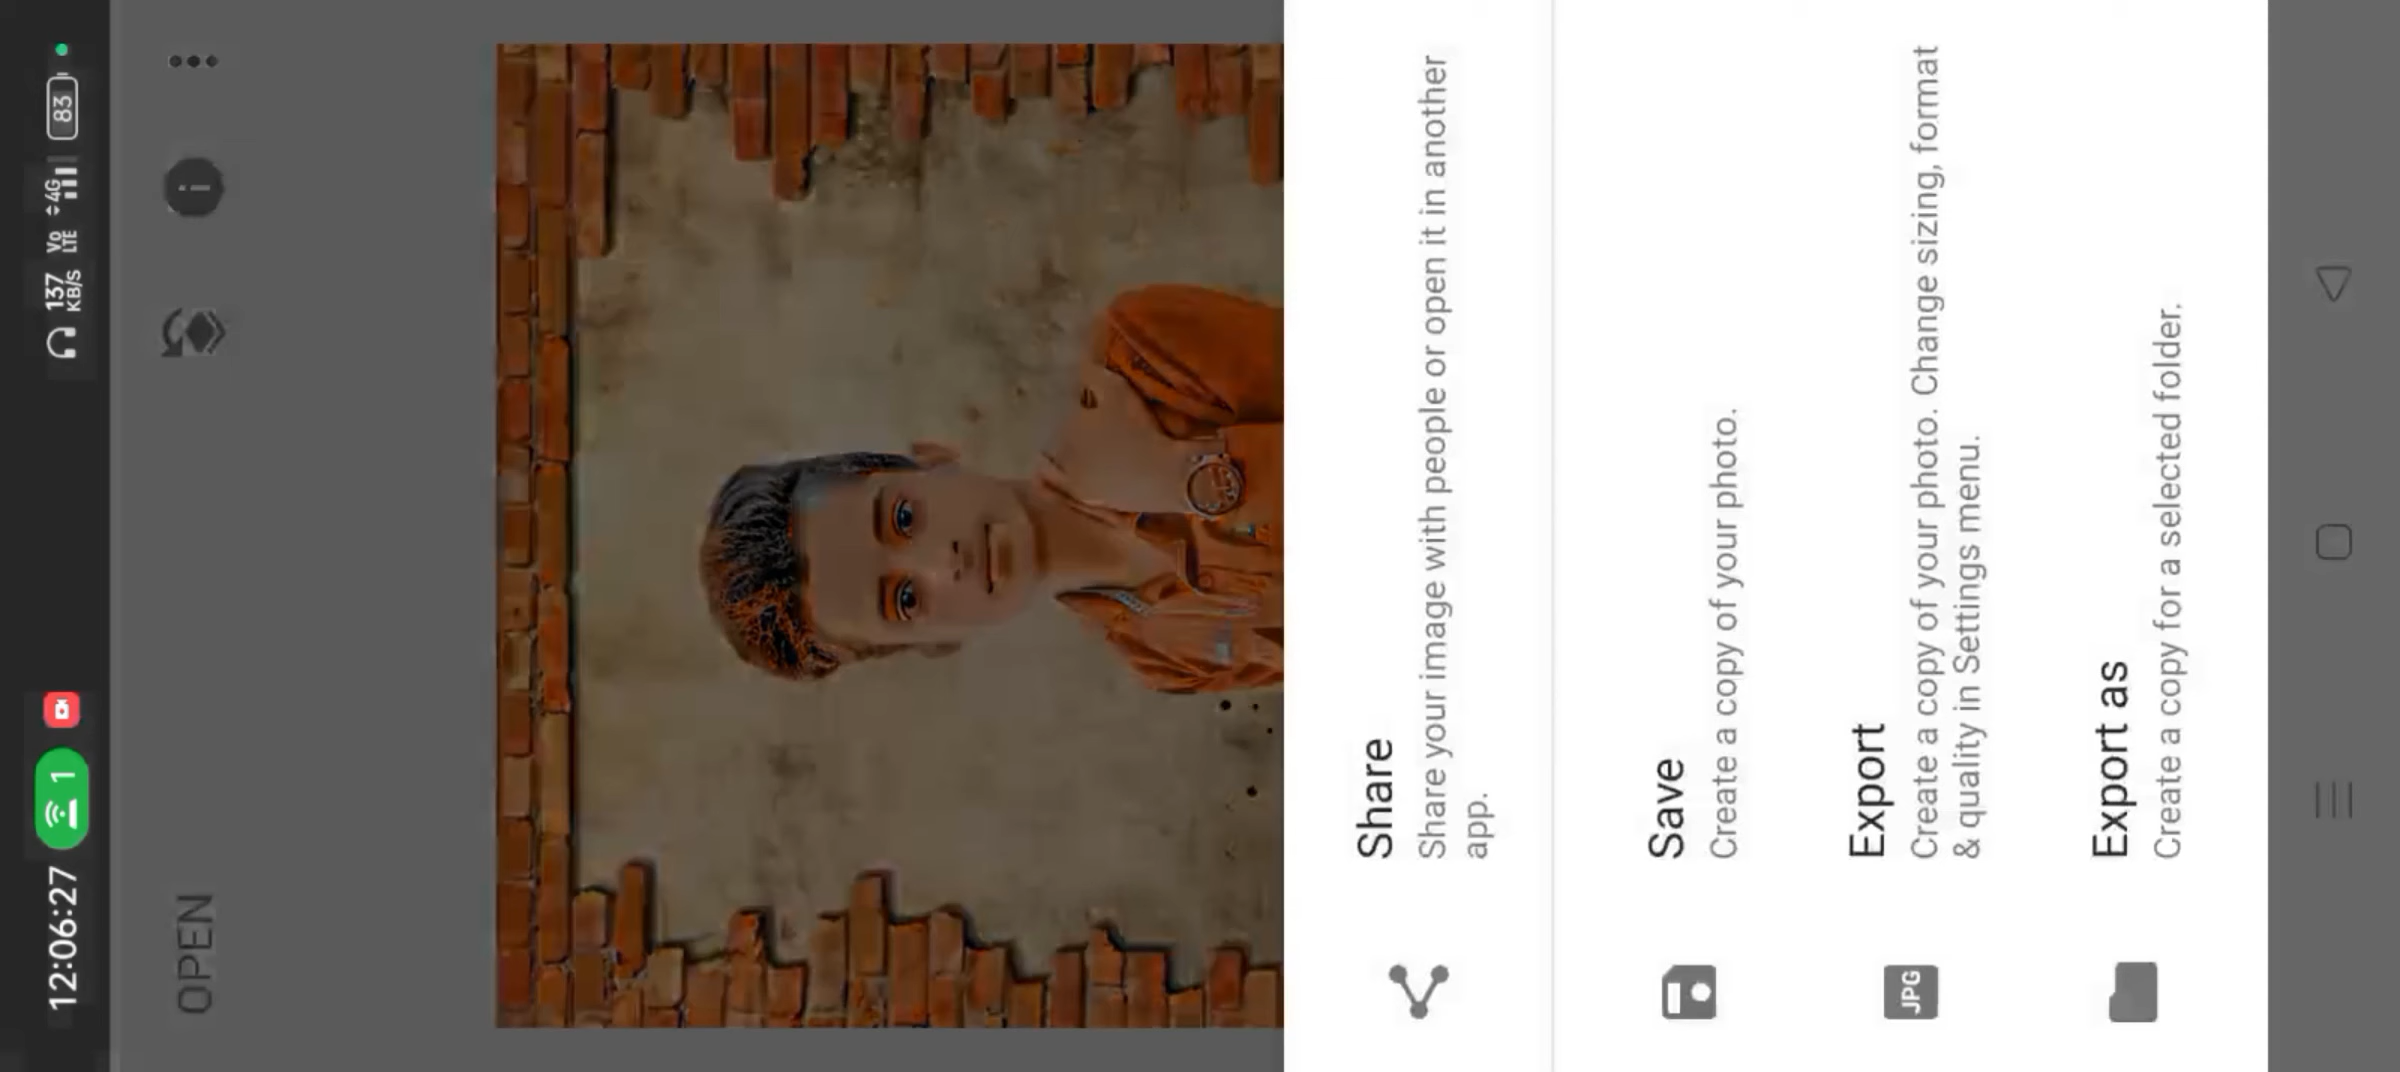 12:06:27
1
137
KB/s
Vo
LTE
4G
83
OPEN
Share
Share your image with people or open it in another
app.
Save
Create a copy of your photo.
JPG
Export
Create a copy of your photo. Change sizing, format
& quality in Settings menu.
Export as
Create a copy for a selected folder.